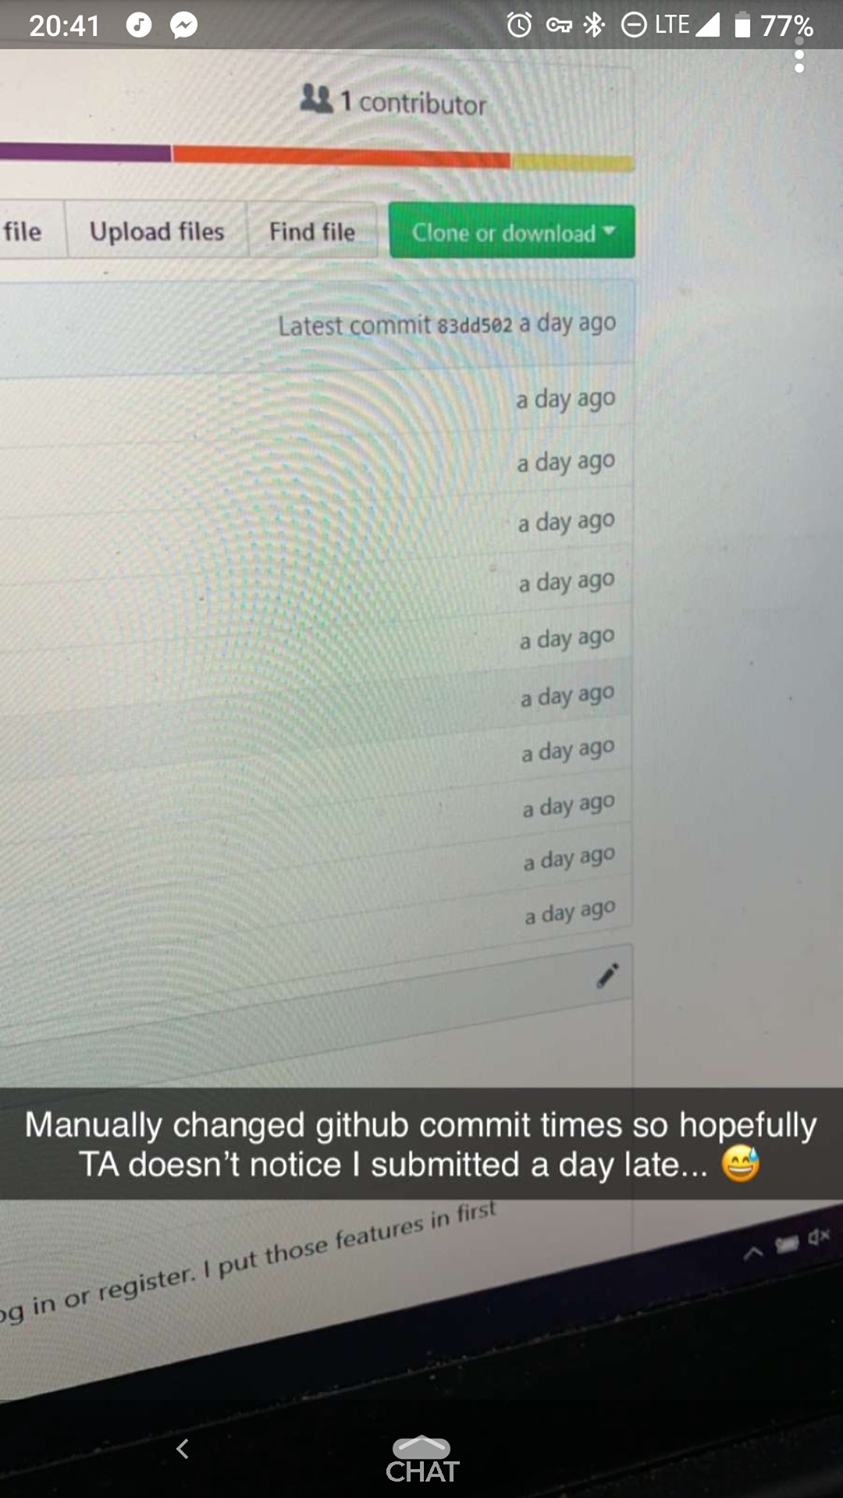 20:41
LTE
77%
1 contributor
file
Upload files
Find file
Clone or download
Latest commit 83dd502 a day ago
a day ago
a day ago
a day ago
a day ago
a day ago
a day ago
a day ago
a day ago
a day ago
a day ago
Manually changed github commit times so hopefully
TA doesn't notice I submitted a day late... 😅
in or register. I put those features in first
CHAT